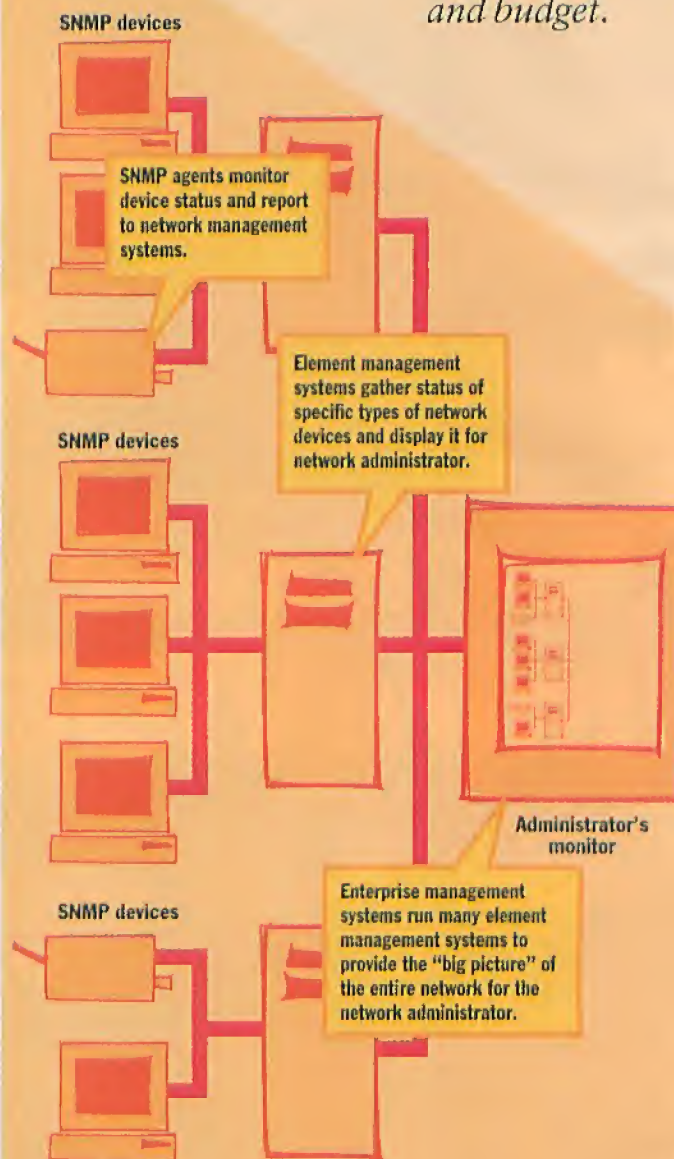 and budget.
SNMP devices
SNMP agents monitor
device status and report
to network management
systems.
Element management
systems gather status of
specific types of network
devices and display it for
network administrator.
SNMP devices
Administrator's
monitor
Enterprise management
systems run many element
management systems to
provide the “big picture” of
the entire network for the
network administrator.
SNMP devices